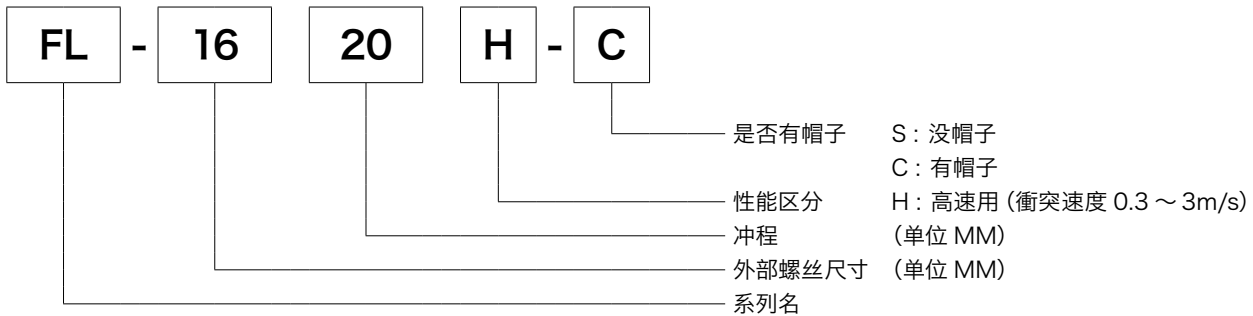 FL - 16 20 H - C
是否有帽子 S : 没帽子
C : 有帽子
性能区分 H : 高速用 (衝突速度 0.3 ～ 3m/s)
冲程 (单位 MM)
外部螺丝尺寸 (单位 MM)
系列名